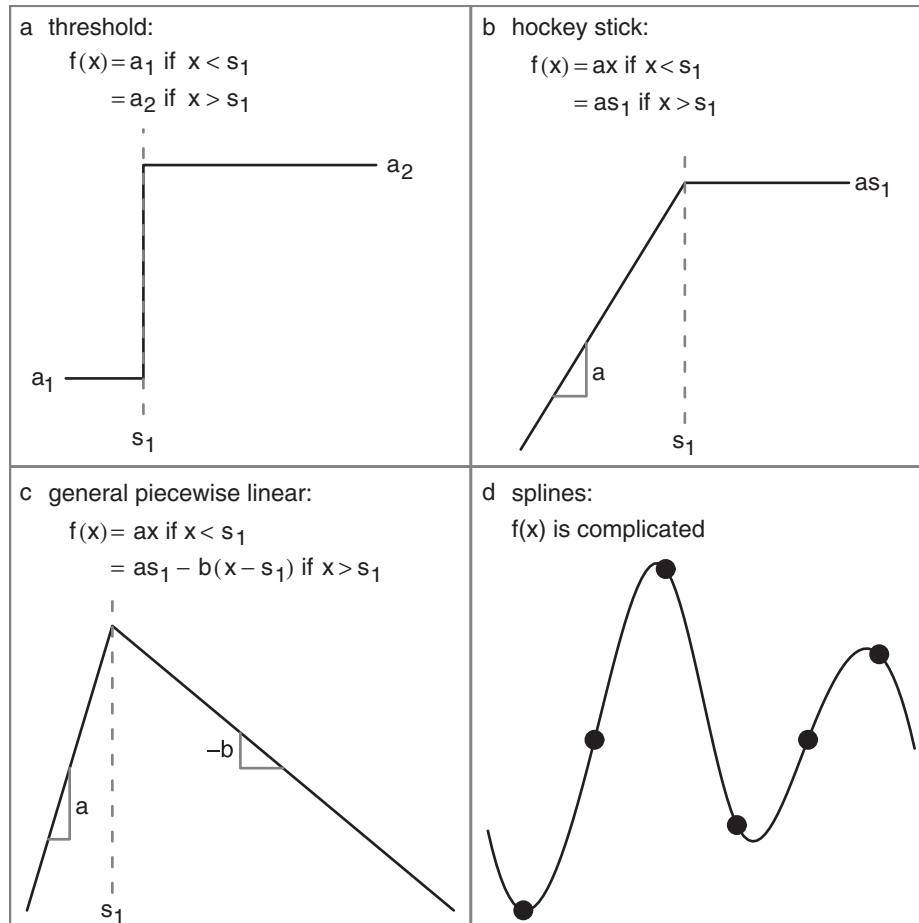 a threshold:
f(x) = a₁ if x < s₁
= a₂ if x > s₁
a₂
a₁
s₁
b hockey stick:
f(x) = ax if x < s₁
= as₁ if x > s₁
as₁
a
s₁
c general piecewise linear:
f(x) = ax if x < s₁
= as₁ − b(x − s₁) if x > s₁
−b
a
s₁
d splines:
f(x) is complicated